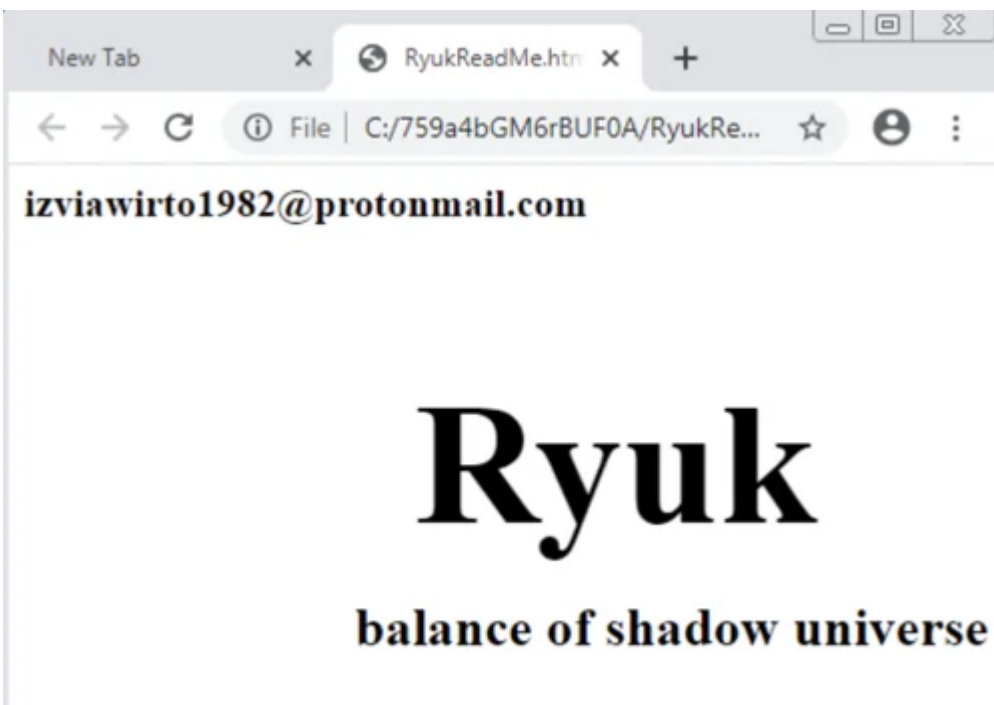 New Tab
RyukReadMe.htm
File | C:/759a4bGM6rBUF0A/RyukRe...
izviawirto1982@protonmail.com
Ryuk
balance of shadow universe